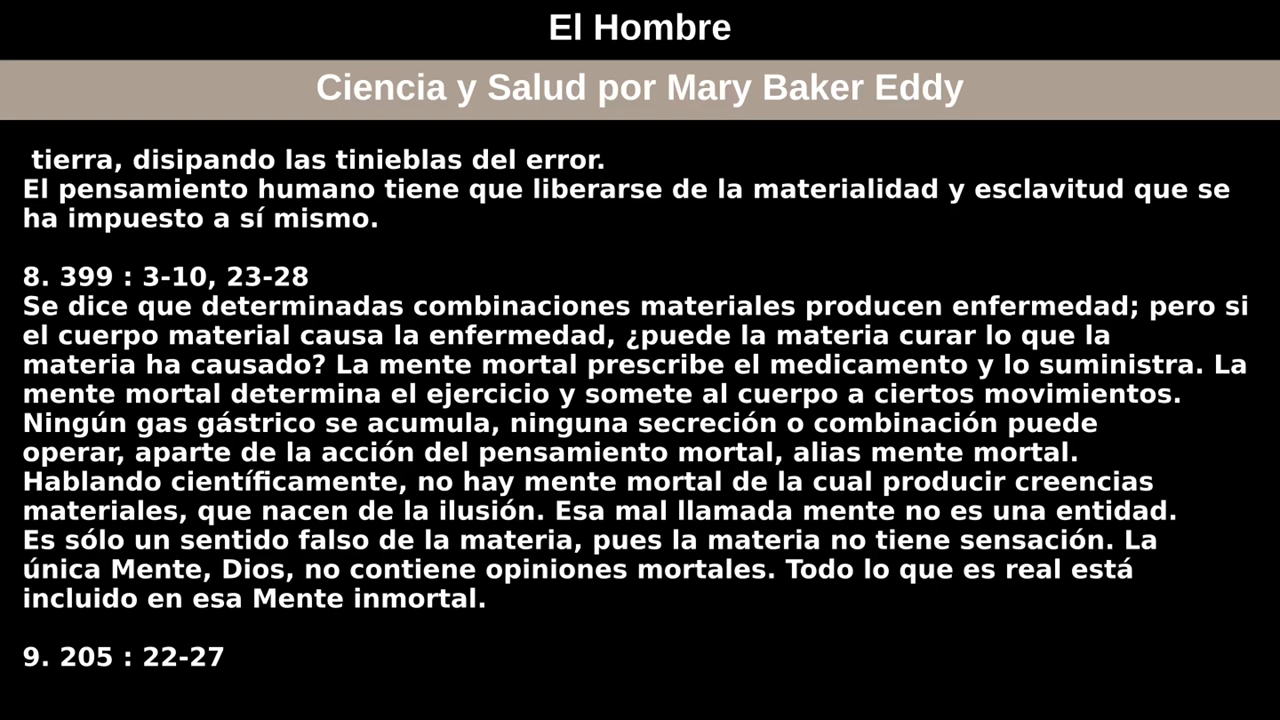 El Hombre
Ciencia y Salud por Mary Baker Eddy
tierra, disipando las tinieblas del error.
El pensamiento humano tiene que liberarse de la materialidad y esclavitud que se
ha impuesto a sí mismo.
8. 399 : 3-10, 23-28
Se dice que determinadas combinaciones materiales producen enfermedad; pero si
el cuerpo material causa la enfermedad, ¿puede la materia curar lo que la
materia ha causado? La mente mortal prescribe el medicamento y lo suministra. La
mente mortal determina el ejercicio y somete al cuerpo a ciertos movimientos.
Ningún gas gástrico se acumula, ninguna secreción o combinación puede
operar, aparte de la acción del pensamiento mortal, alias mente mortal.
Hablando científicamente, no hay mente mortal de la cual producir creencias
materiales, que nacen de la ilusión. Esa mal llamada mente no es una entidad.
Es sólo un sentido falso de la materia, pues la materia no tiene sensación. La
única Mente, Dios, no contiene opiniones mortales. Todo lo que es real está
incluido en esa Mente inmortal.
9. 205 : 22-27